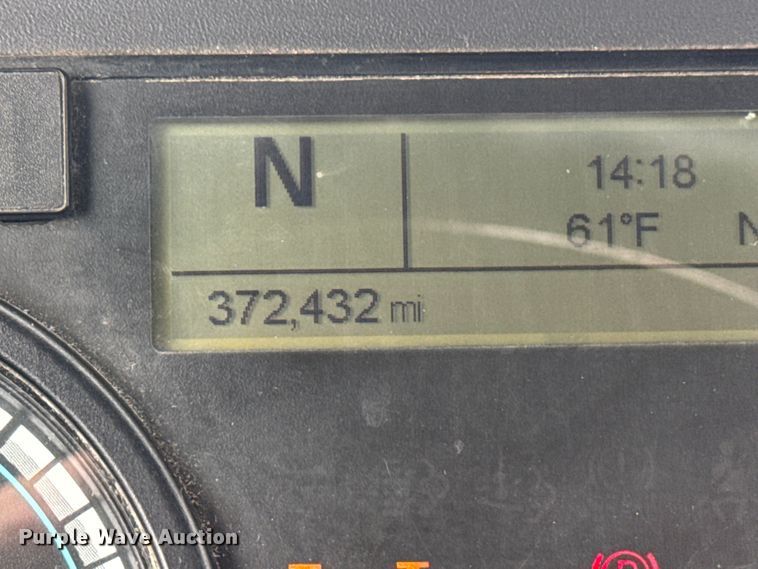 N
14:18
61°F N
372,432 mi
P
Purple Wave Auction